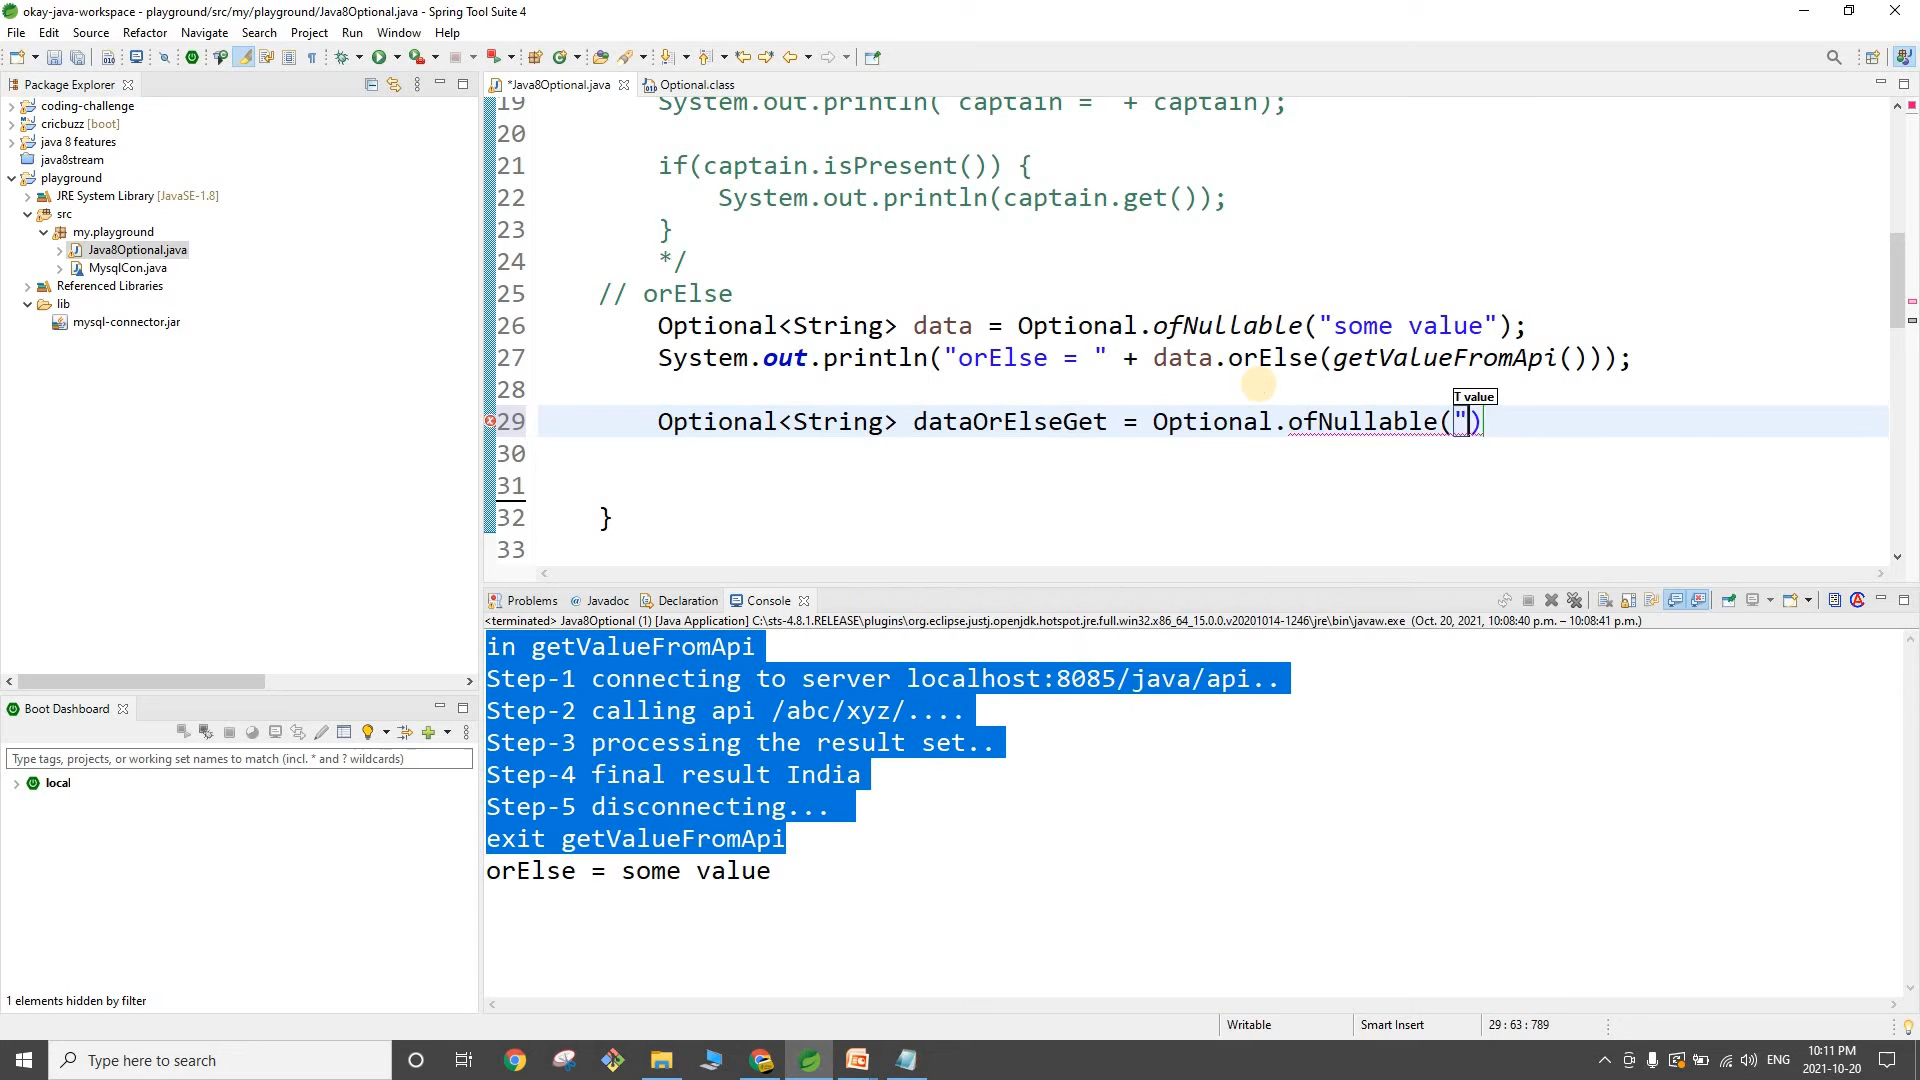 okay-java-workspace - playground/src/my/playground/Java8Optional.java - Spring Tool Suite 4
File Edit Source Refactor Navigate Search Project Run Window Help
Package Explorer
coding-challenge
cricbuzz [boot]
java 8 features
java8stream
playground
JRE System Library [JavaSE-1.8]
src
my.playground
Java8Optional.java
MysqlCon.java
Referenced Libraries
lib
mysql-connector.jar
Boot Dashboard
Type tags, projects, or working set names to match (incl. * and ? wildcards)
local
1 elements hidden by filter
*Java8Optional.java Optional.class
19 System.out.println( captain = + captain);
20
21 if(captain.isPresent()) {
22 System.out.println(captain.get());
23 }
24 */
25 // orElse
26 Optional<String> data = Optional.ofNullable("some value");
27 System.out.println("orElse = " + data.orElse(getValueFromApi()));
28
T value
29 Optional<String> dataOrElseGet = Optional.ofNullable(")
30
31
32 }
33
Problems @ Javadoc Declaration Console
<terminated> Java8Optional (1) [Java Application] C:\sts-4.8.1.RELEASE\plugins\org.eclipse.justj.openjdk.hotspot.jre.full.win32.x86_64_15.0.0.v20201014-1246\jre\bin\javaw.exe (Oct. 20, 2021, 10:08:40 p.m. – 10:08:41 p.m.)
in getValueFromApi
Step-1 connecting to server localhost:8085/java/api..
Step-2 calling api /abc/xyz/....
Step-3 processing the result set..
Step-4 final result India
Step-5 disconnecting...
exit getValueFromApi
orElse = some value
Writable Smart Insert 29 : 63 : 789
Type here to search
ENG
10:11 PM
2021-10-20